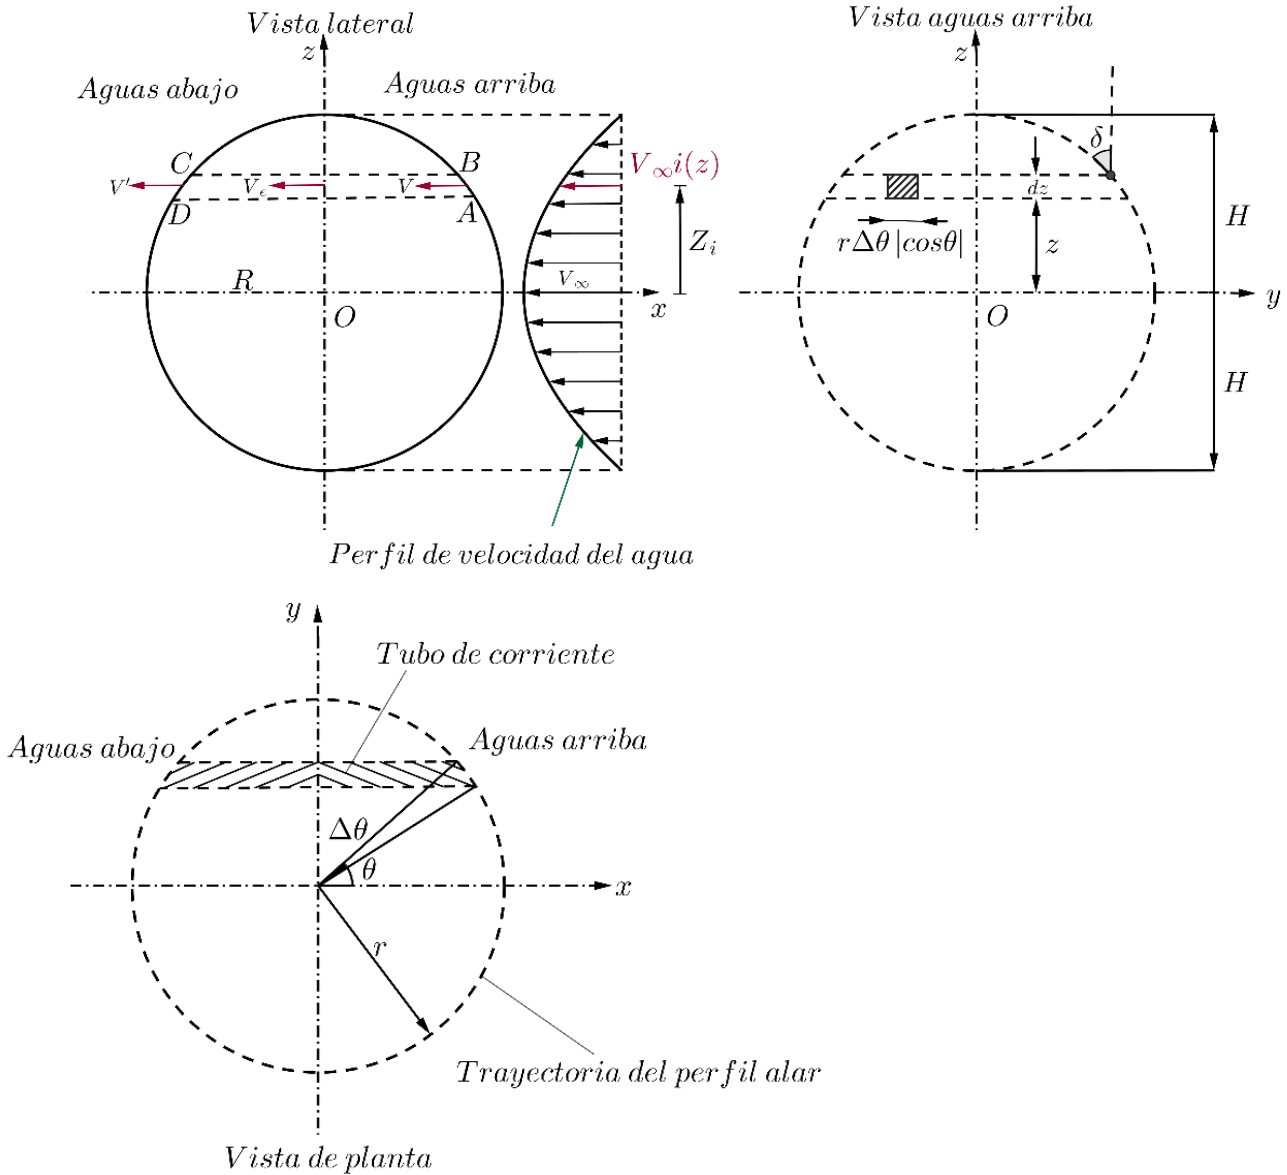 Vista lateral
z
Aguas abajo
Aguas arriba
C
B
V'
V_ϵ
V
D
A
V_∞i(z)
Z_i
R
V_∞
x
O
Perfil de velocidad del agua
Vista aguas arriba
z
δ
dz
H
rΔθ|cosθ|
z
y
O
H
y
Tubo de corriente
Aguas abajo
Aguas arriba
Δθ
θ
x
r
Trayectoria del perfil alar
Vista de planta